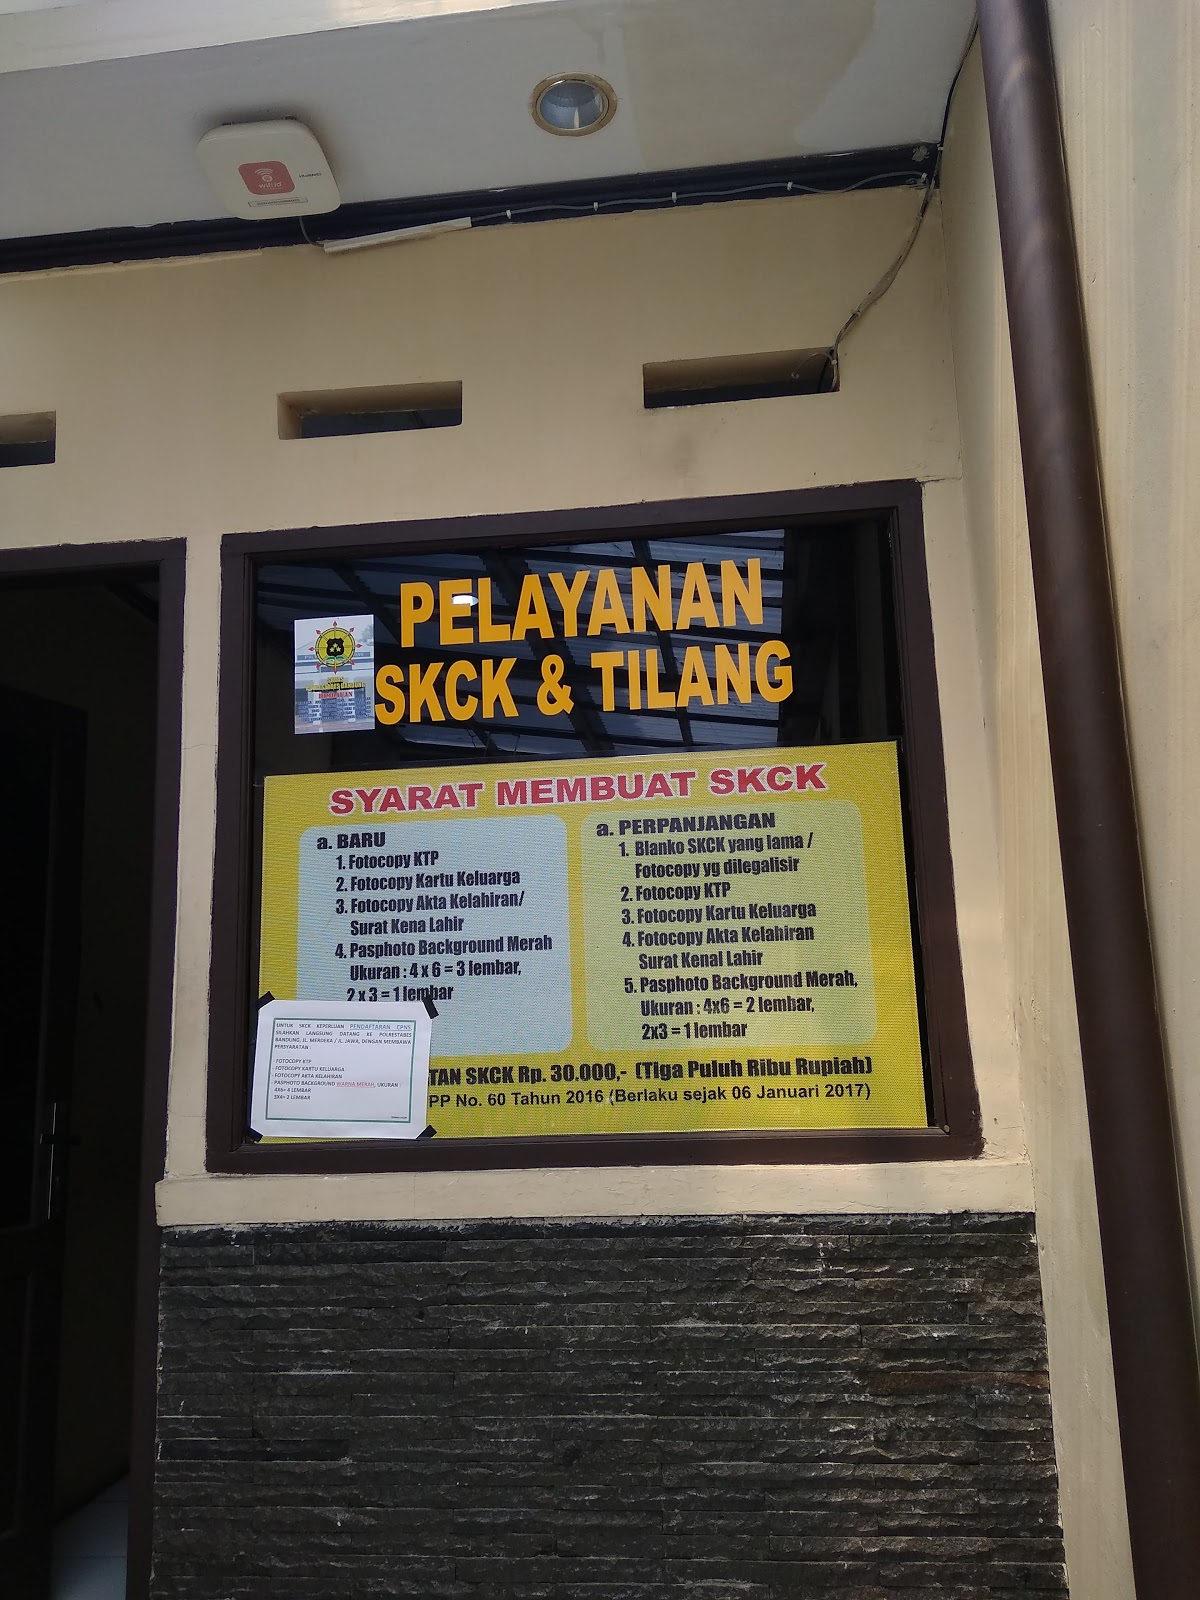 wifi.id
HUAWEI
PELAYANAN
SKCK & TILANG
SYARAT MEMBUAT SKCK
a. BARU
1. Fotocopy KTP
2. Fotocopy Kartu Keluarga
3. Fotocopy Akta Kelahiran/
Surat Kena Lahir
4. Pasphoto Background Merah
Ukuran : 4 x 6 = 3 lembar,
2 x 3 = 1 lembar
a. PERPANJANGAN
1. Blanko SKCK yang lama /
Fotocopy yg dilegalisir
2. Fotocopy KTP
3. Fotocopy Kartu Keluarga
4. Fotocopy Akta Kelahiran
Surat Kenal Lahir
5. Pasphoto Background Merah,
Ukuran : 4x6 = 2 lembar,
2x3 = 1 lembar
TAN SKCK Rp. 30.000,- (Tiga Puluh Ribu Rupiah)
PP No. 60 Tahun 2016 (Berlaku sejak 06 Januari 2017)
UNTUK SKCK KEPERLUAN PENDAFTARAN CPNS,
SILAHKAN LANGSUNG DATANG KE POLRESTABES
BANDUNG, JL. MERDEKA / JL. JAWA, DENGAN MEMBAWA
PERSYARATAN
- FOTOCOPY KTP
- FOTOCOPY KARTU KELUARGA
- FOTOCOPY AKTA KELAHIRAN
- PASPHOTO BACKGROUND WARNA MERAH, UKURAN :
4X6= 4 LEMBAR
3X4= 2 LEMBAR